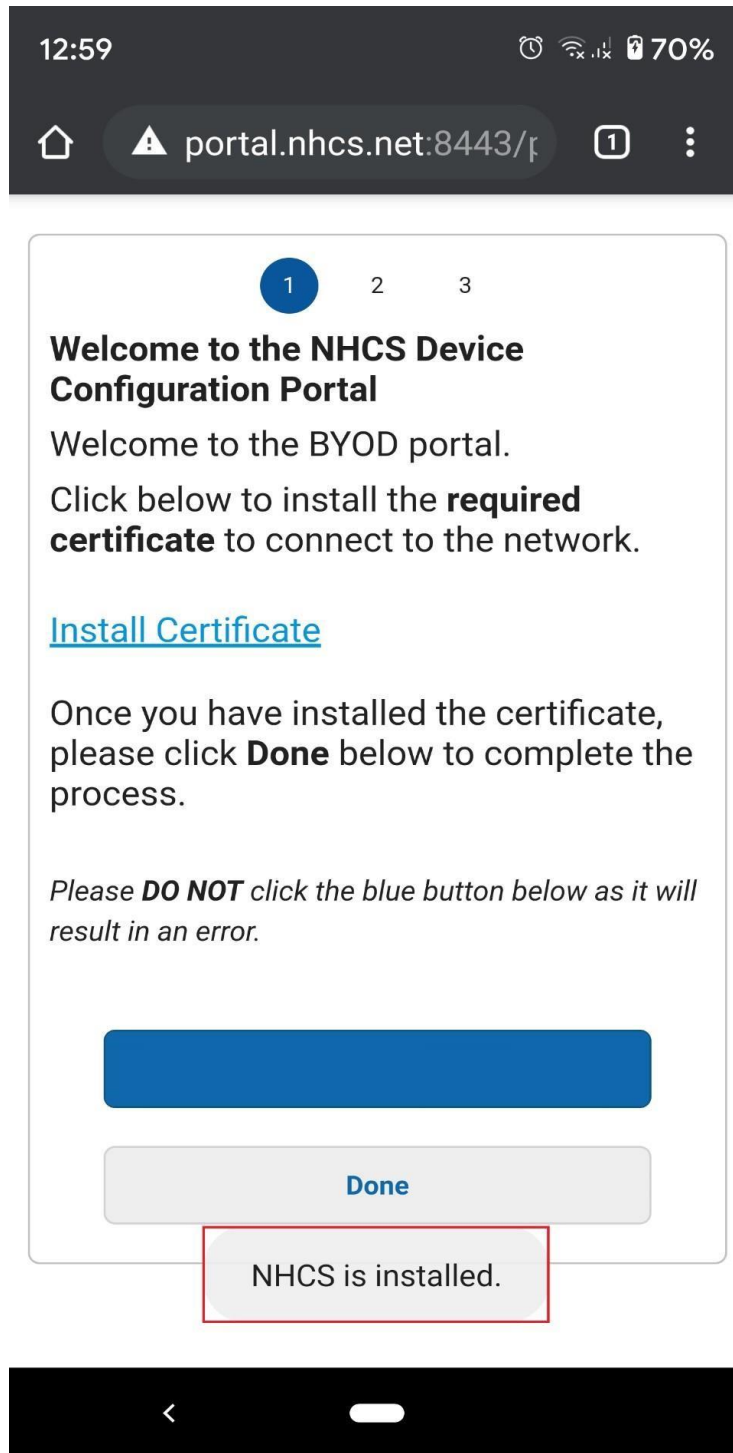 12:59
70%
portal.nhcs.net:8443/p
1
1 2 3
Welcome to the NHCS Device
Configuration Portal
Welcome to the BYOD portal.
Click below to install the required
certificate to connect to the network.
Install Certificate
Once you have installed the certificate,
please click Done below to complete the
process.
Please DO NOT click the blue button below as it will
result in an error.
Done
NHCS is installed.